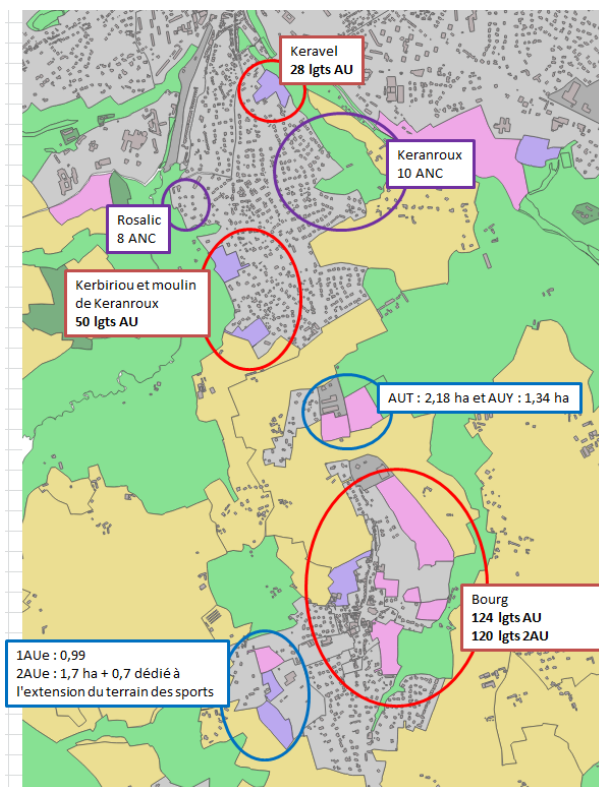 Keravel
28 lgts AU
Keranroux
10 ANC
Rosalic
8 ANC
Kerbiriou et moulin
de Keranroux
50 lgts AU
AUT : 2,18 ha et AUY : 1,34 ha
Bourg
124 lgts AU
120 lgts 2AU
1AUe : 0,99
2AUe : 1,7 ha + 0,7 dédié à
l'extension du terrain des sports